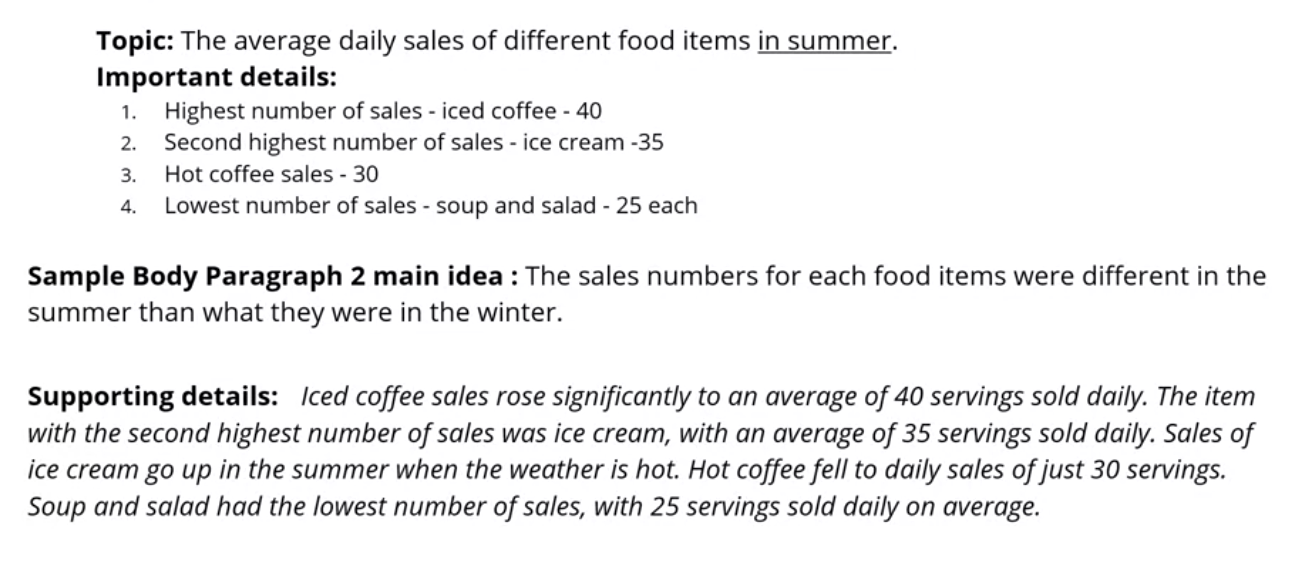 Topic: The average daily sales of different food items in summer.
Important details:
1. Highest number of sales - iced coffee - 40
2. Second highest number of sales - ice cream -35
3. Hot coffee sales - 30
4. Lowest number of sales - soup and salad - 25 each
Sample Body Paragraph 2 main idea : The sales numbers for each food items were different in the
summer than what they were in the winter.
Supporting details: Iced coffee sales rose significantly to an average of 40 servings sold daily. The item
with the second highest number of sales was ice cream, with an average of 35 servings sold daily. Sales of
ice cream go up in the summer when the weather is hot. Hot coffee fell to daily sales of just 30 servings.
Soup and salad had the lowest number of sales, with 25 servings sold daily on average.